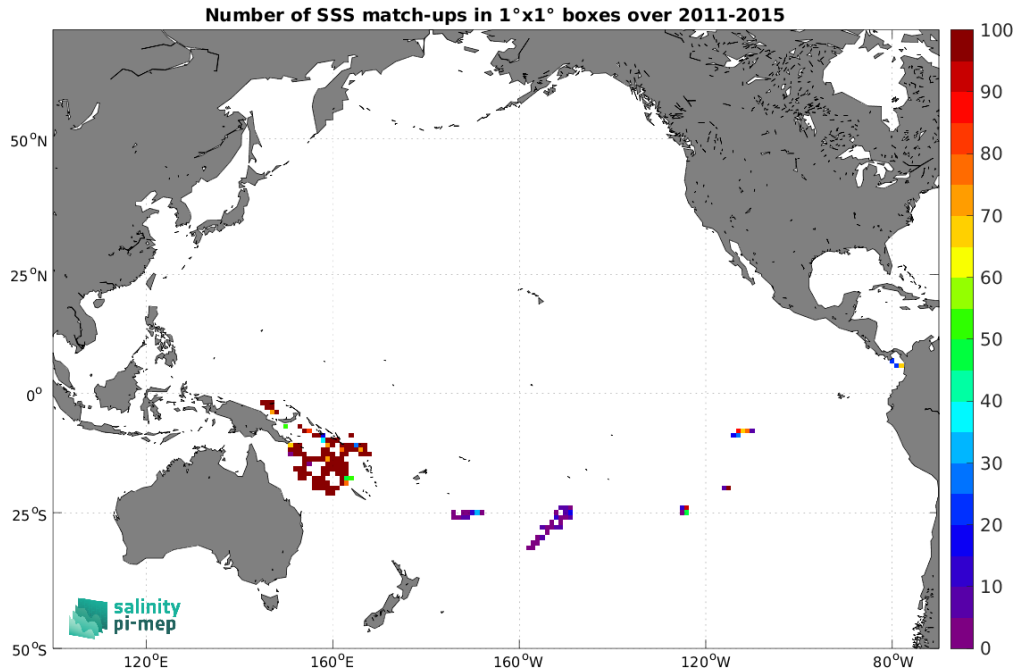 Number of SSS match-ups in 1°x1° boxes over 2011-2015
100
90
80
70
60
50
40
30
20
10
0
50°N
25°N
0°
25°S
50°S
120°E
160°E
160°W
120°W
80°W
salinity
pi-mep